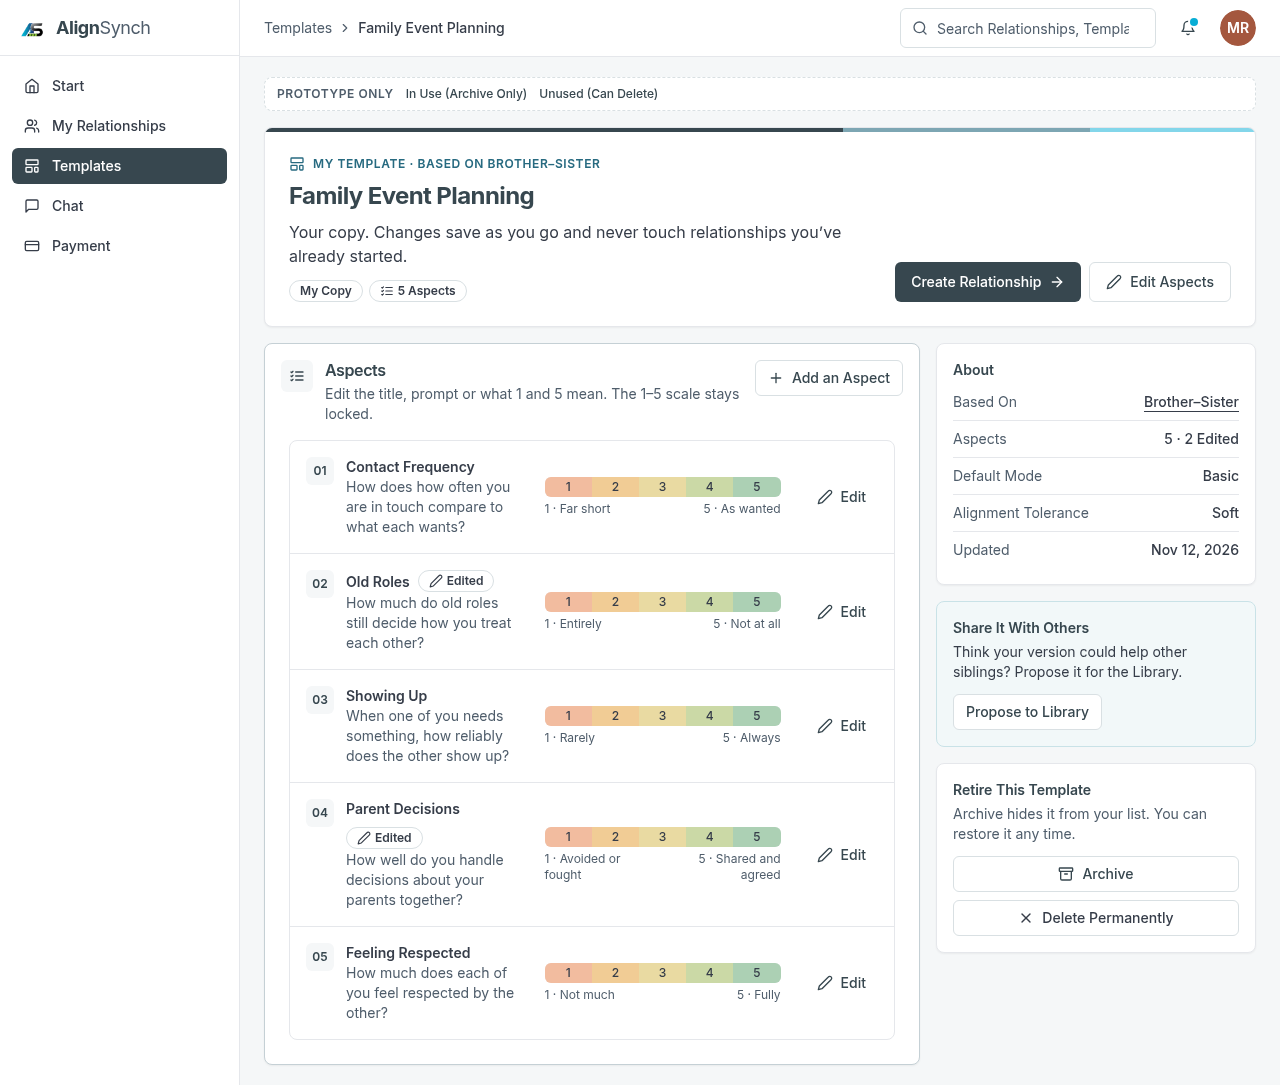 AlignSynch
Templates > Family Event Planning
Search Relationships, Templa
MR
Start
My Relationships
Templates
Chat
Payment
PROTOTYPE ONLY In Use (Archive Only) Unused (Can Delete)
MY TEMPLATE · BASED ON BROTHER–SISTER
Family Event Planning
Your copy. Changes save as you go and never touch relationships you’ve
already started.
My Copy
5 Aspects
Create Relationship
Edit Aspects
Aspects
Edit the title, prompt or what 1 and 5 mean. The 1–5 scale stays
locked.
Add an Aspect
01
Contact Frequency
How does how often you
are in touch compare to
what each wants?
1 2 3 4 5
1 · Far short 5 · As wanted
Edit
02
Old Roles Edited
How much do old roles
still decide how you treat
each other?
1 2 3 4 5
1 · Entirely 5 · Not at all
Edit
03
Showing Up
When one of you needs
something, how reliably
does the other show up?
1 2 3 4 5
1 · Rarely 5 · Always
Edit
04
Parent Decisions
Edited
How well do you handle
decisions about your
parents together?
1 2 3 4 5
1 · Avoided or
fought
5 · Shared and
agreed
Edit
05
Feeling Respected
How much does each of
you feel respected by the
other?
1 2 3 4 5
1 · Not much 5 · Fully
Edit
About
Based On Brother–Sister
Aspects 5 · 2 Edited
Default Mode Basic
Alignment Tolerance Soft
Updated Nov 12, 2026
Share It With Others
Think your version could help other
siblings? Propose it for the Library.
Propose to Library
Retire This Template
Archive hides it from your list. You can
restore it any time.
Archive
Delete Permanently